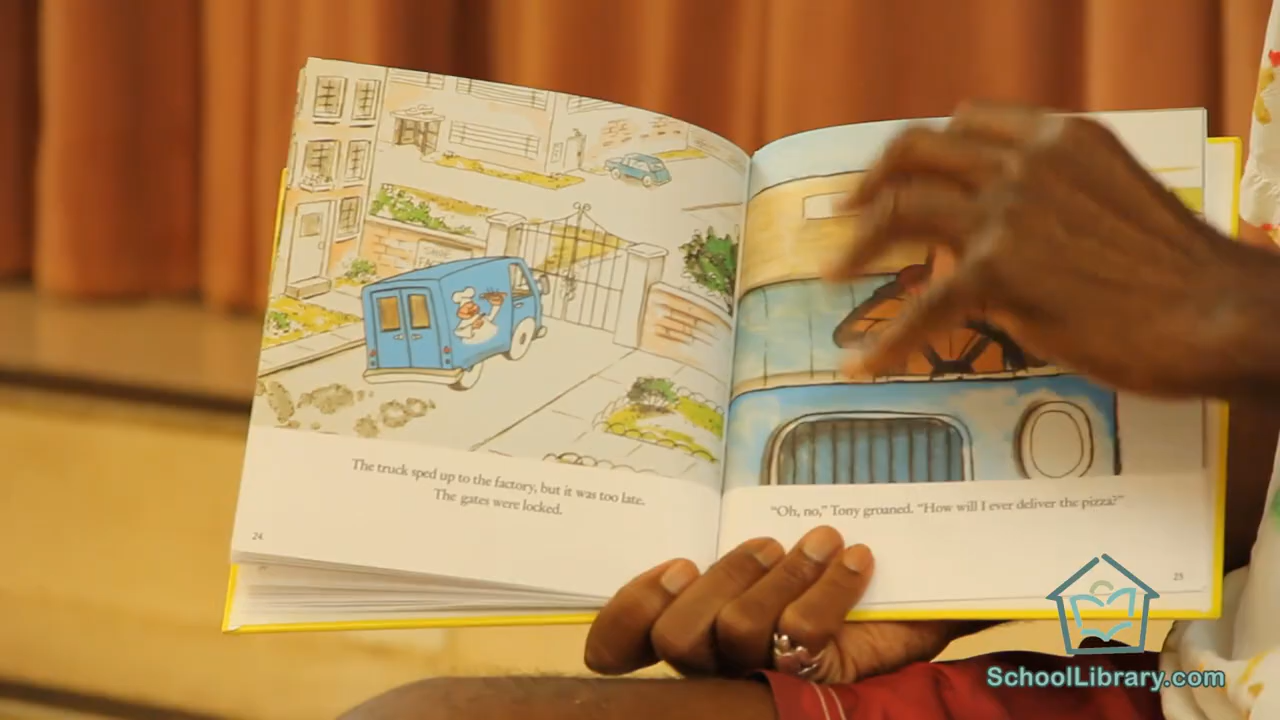 The truck sped up to the factory, but it was too late.
The gates were locked.
24
"Oh, no," Tony groaned. "How will I ever deliver the pizza?"
25
SchoolLibrary.com